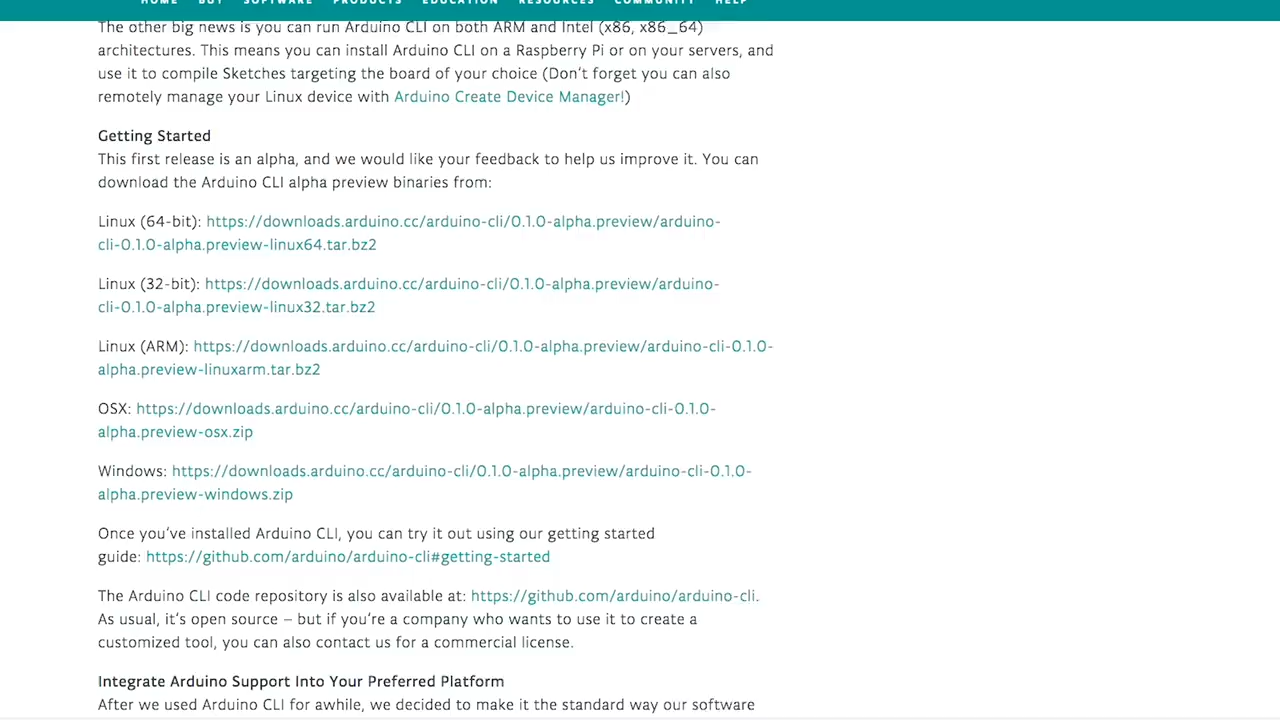 HOME BUY SOFTWARE PRODUCTS EDUCATION RESOURCES COMMUNITY HELP
The other big news is you can run Arduino CLI on both ARM and Intel (x86, x86_64)
architectures. This means you can install Arduino CLI on a Raspberry Pi or on your servers, and
use it to compile Sketches targeting the board of your choice (Don’t forget you can also
remotely manage your Linux device with Arduino Create Device Manager!)
Getting Started
This first release is an alpha, and we would like your feedback to help us improve it. You can
download the Arduino CLI alpha preview binaries from:
Linux (64-bit): https://downloads.arduino.cc/arduino-cli/0.1.0-alpha.preview/arduino-
cli-0.1.0-alpha.preview-linux64.tar.bz2
Linux (32-bit): https://downloads.arduino.cc/arduino-cli/0.1.0-alpha.preview/arduino-
cli-0.1.0-alpha.preview-linux32.tar.bz2
Linux (ARM): https://downloads.arduino.cc/arduino-cli/0.1.0-alpha.preview/arduino-cli-0.1.0-
alpha.preview-linuxarm.tar.bz2
OSX: https://downloads.arduino.cc/arduino-cli/0.1.0-alpha.preview/arduino-cli-0.1.0-
alpha.preview-osx.zip
Windows: https://downloads.arduino.cc/arduino-cli/0.1.0-alpha.preview/arduino-cli-0.1.0-
alpha.preview-windows.zip
Once you’ve installed Arduino CLI, you can try it out using our getting started
guide: https://github.com/arduino/arduino-cli#getting-started
The Arduino CLI code repository is also available at: https://github.com/arduino/arduino-cli.
As usual, it’s open source – but if you’re a company who wants to use it to create a
customized tool, you can also contact us for a commercial license.
Integrate Arduino Support Into Your Preferred Platform
After we used Arduino CLI for awhile, we decided to make it the standard way our software